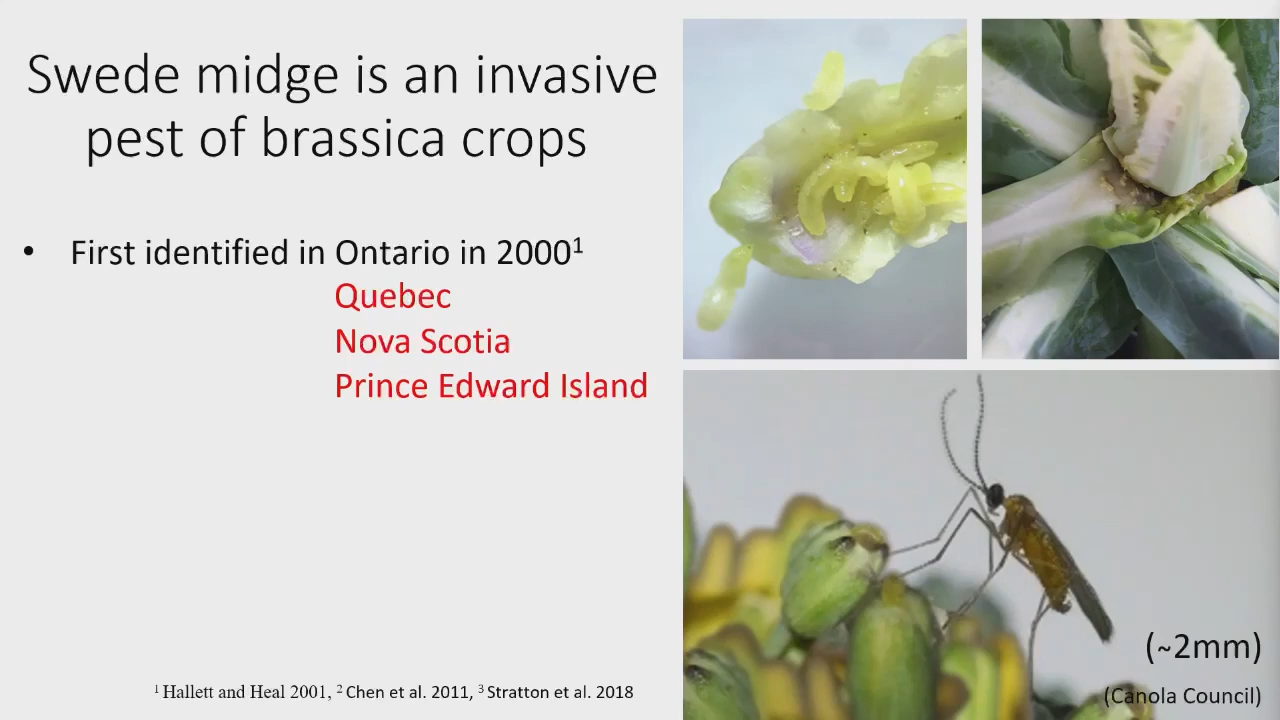 Swede midge is an invasive
pest of brassica crops
• First identified in Ontario in 2000¹
Quebec
Nova Scotia
Prince Edward Island
(~2mm)
(Canola Council)
¹ Hallett and Heal 2001, ² Chen et al. 2011, ³ Stratton et al. 2018